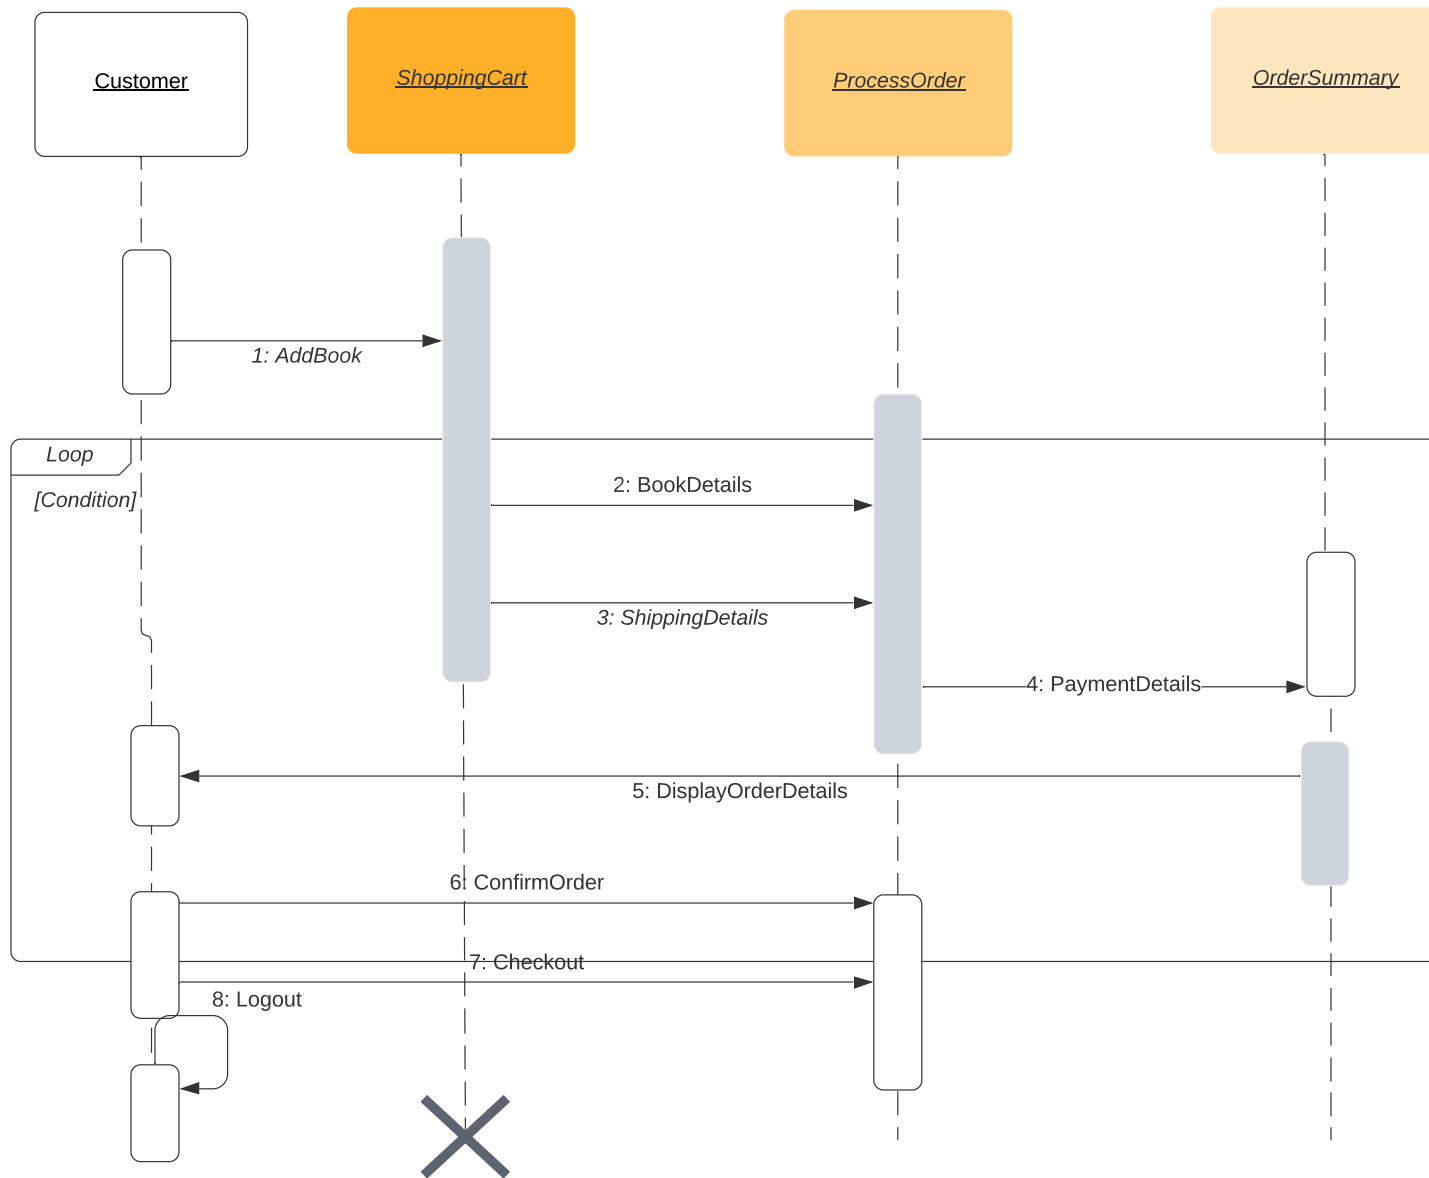 Customer
ShoppingCart
ProcessOrder
OrderSummary
1: AddBook
Loop
[Condition]
2: BookDetails
3: ShippingDetails
4: PaymentDetails
5: DisplayOrderDetails
6: ConfirmOrder
7: Checkout
8: Logout